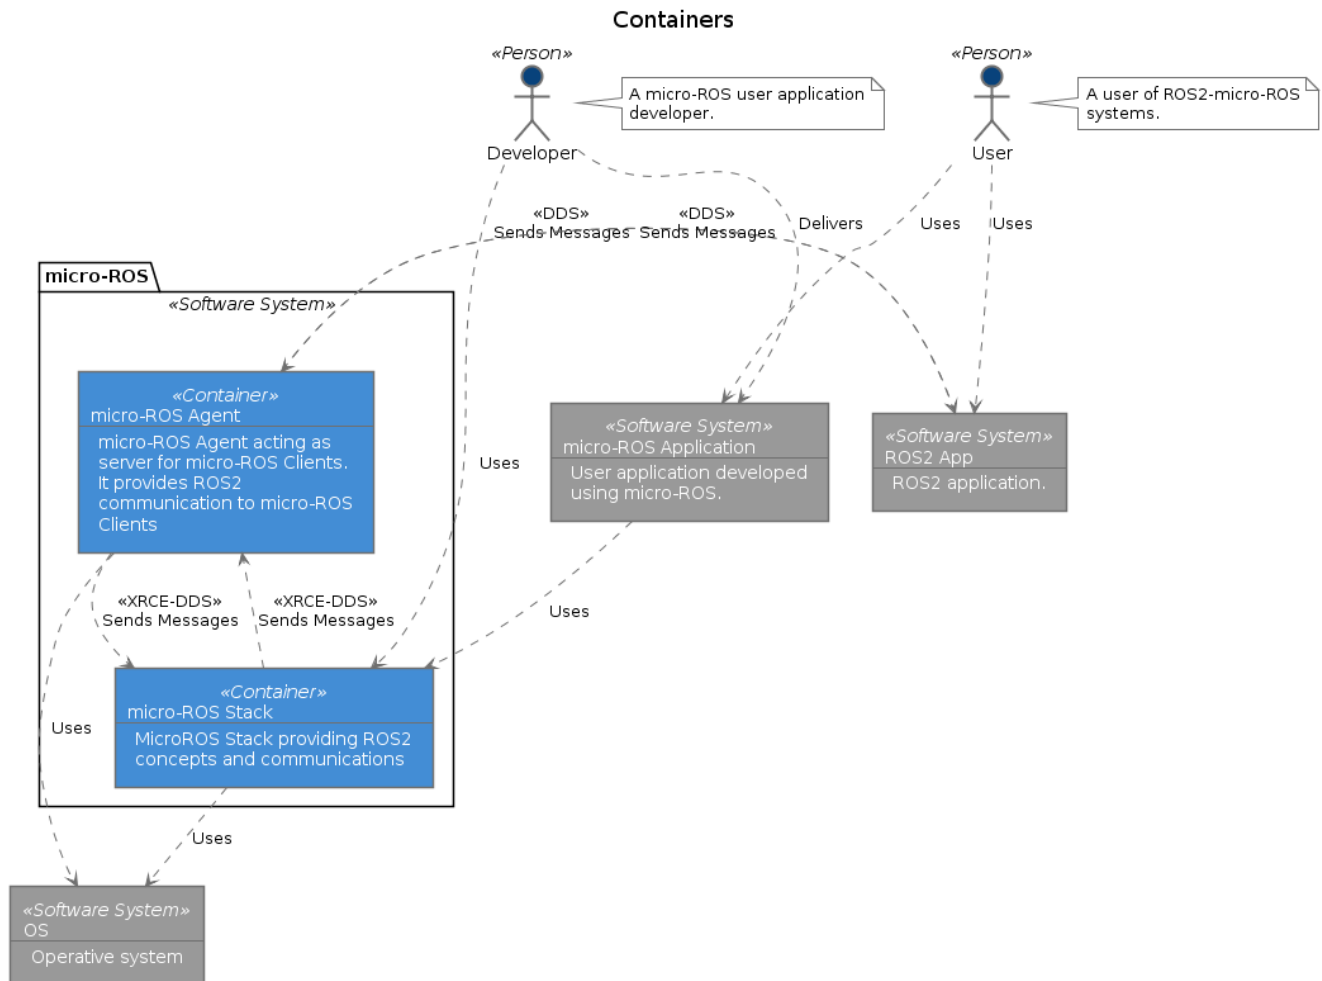 Containers
«Person»
«Person»
A micro-ROS user application
developer.
A user of ROS2-micro-ROS
systems.
Developer
User
«DDS»
Sends Messages
«DDS»
Sends Messages
Delivers
Uses
Uses
micro-ROS
«Software System»
«Container»
micro-ROS Agent
micro-ROS Agent acting as
server for micro-ROS Clients.
It provides ROS2
communication to micro-ROS
Clients
Uses
«Software System»
micro-ROS Application
User application developed
using micro-ROS.
«Software System»
ROS2 App
ROS2 application.
«XRCE-DDS»
Sends Messages
«XRCE-DDS»
Sends Messages
Uses
«Container»
micro-ROS Stack
MicroROS Stack providing ROS2
concepts and communications
Uses
Uses
«Software System»
OS
Operative system